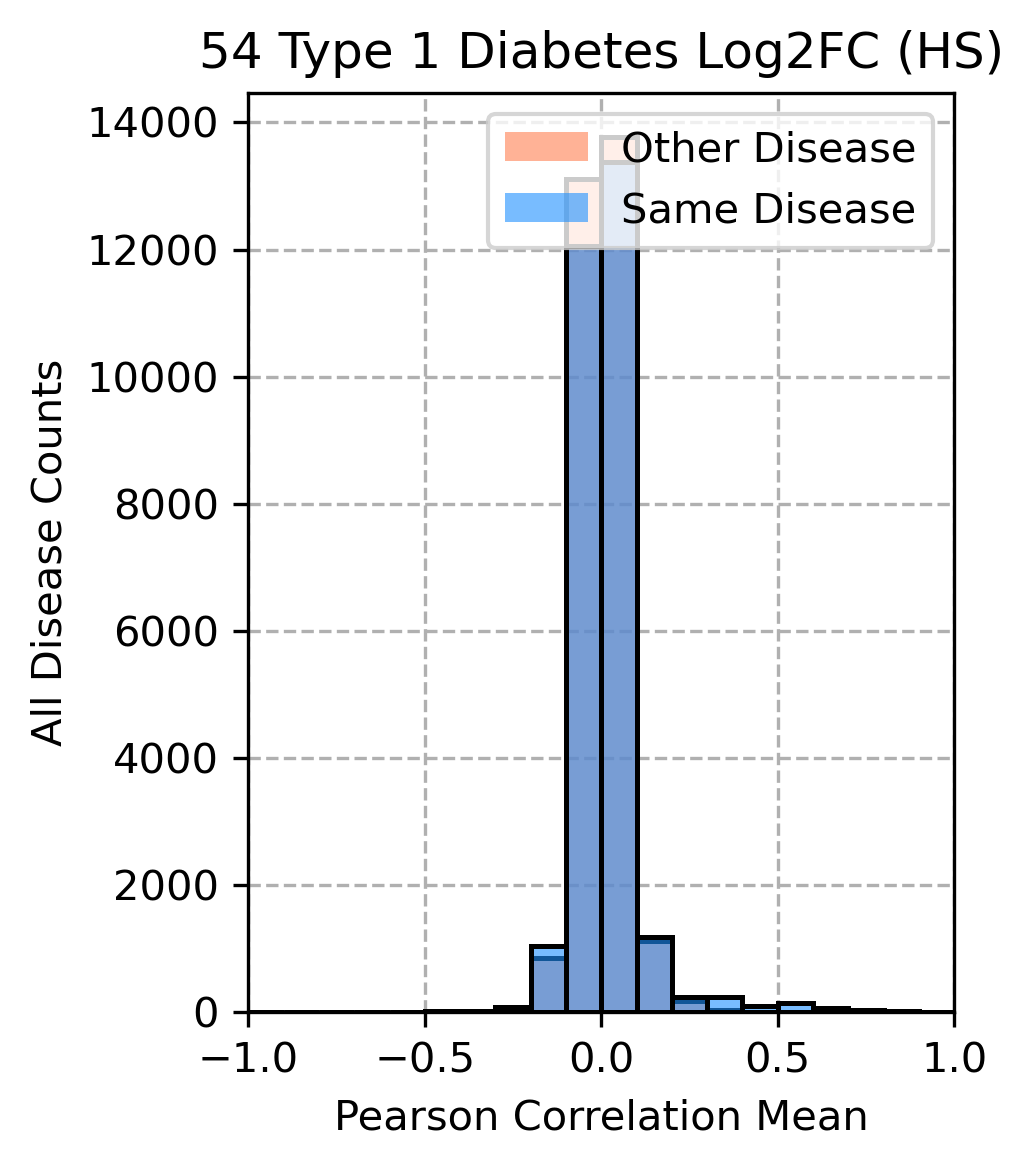 54 Type 1 Diabetes Log2FC (HS)
Other Disease
Same Disease
All Disease Counts
14000
12000
10000
8000
6000
4000
2000
0
−1.0 −0.5 0.0 0.5 1.0
Pearson Correlation Mean